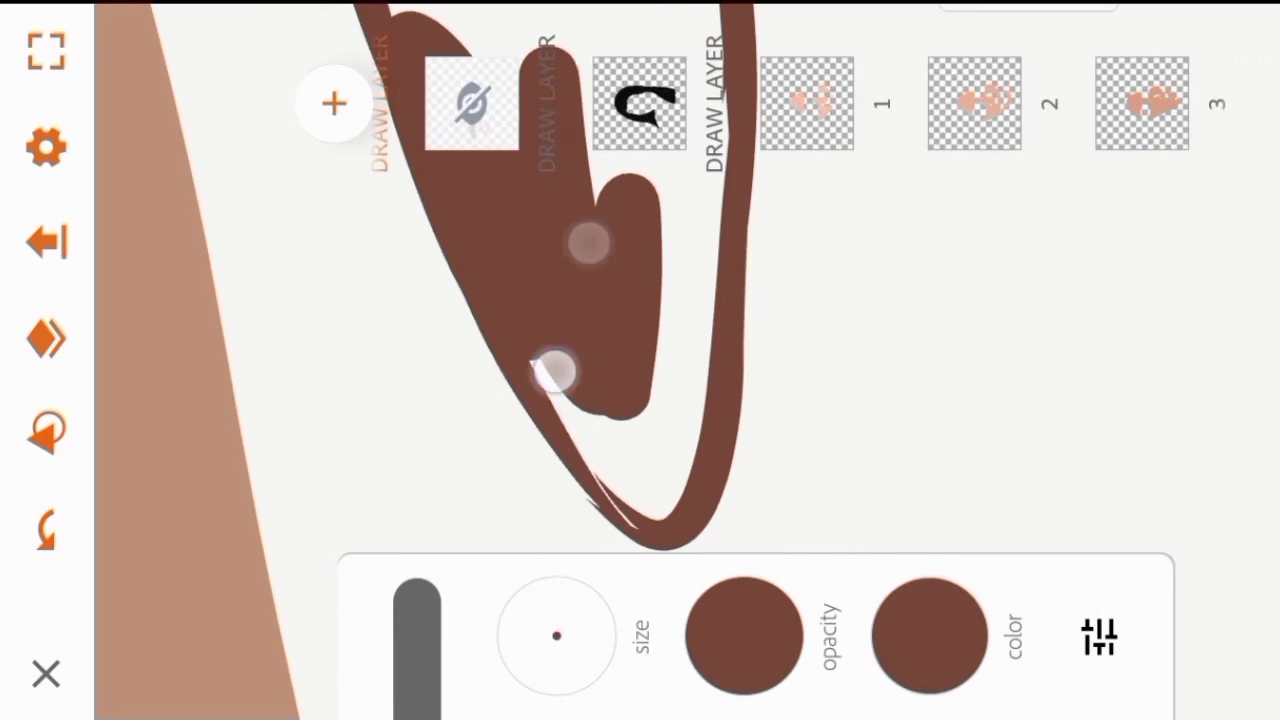 DRAW LAYER
DRAW LAYER
DRAW LAYER
1
2
3
size
opacity
color